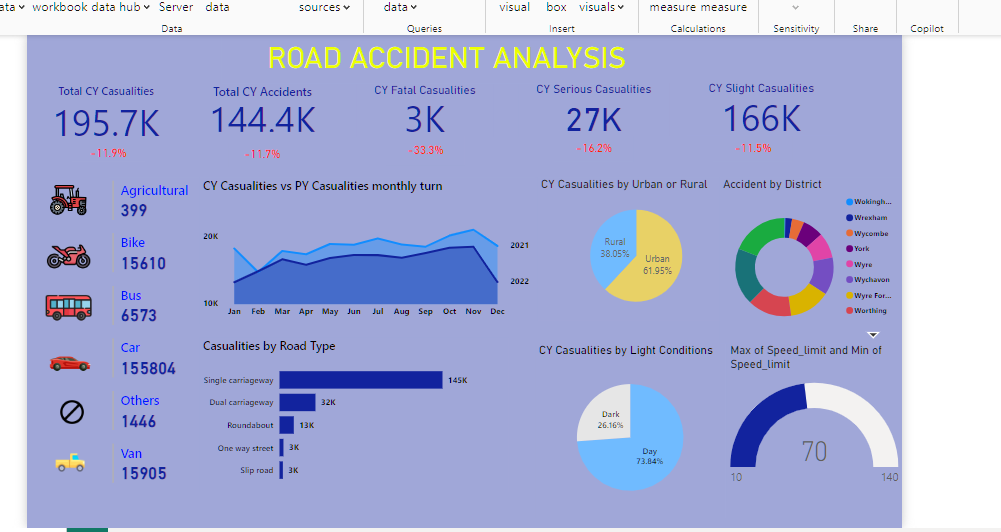 ata workbook data hub Server data sources data visual box visuals measure measure
Data Queries Insert Calculations Sensitivity Share Copilot
ROAD ACCIDENT ANALYSIS
Total CY Casualities
195.7K
-11.9%
Total CY Accidents
144.4K
-11.7%
CY Fatal Casualities
3K
-33.3%
CY Serious Casualities
27K
-16.2%
CY Slight Casualities
166K
-11.5%
Agricultural
399
Bike
15610
Bus
6573
Car
155804
Others
1446
Van
15905
CY Casualities vs PY Casualities monthly turn
20K
10K
2021
2022
Jan Feb Mar Apr May Jun Jul Aug Sep Oct Nov Dec
CY Casualities by Urban or Rural
Rural
38.05%
Urban
61.95%
Accident by District
Wokingh...
Wrexham
Wycombe
York
Wyre
Wychavon
Wyre For...
Worthing
Casualities by Road Type
Single carriageway 145K
Dual carriageway 32K
Roundabout 13K
One way street 3K
Slip road 3K
CY Casualities by Light Conditions
Dark
26.16%
Day
73.84%
Max of Speed_limit and Min of
Speed_limit
70
10 140